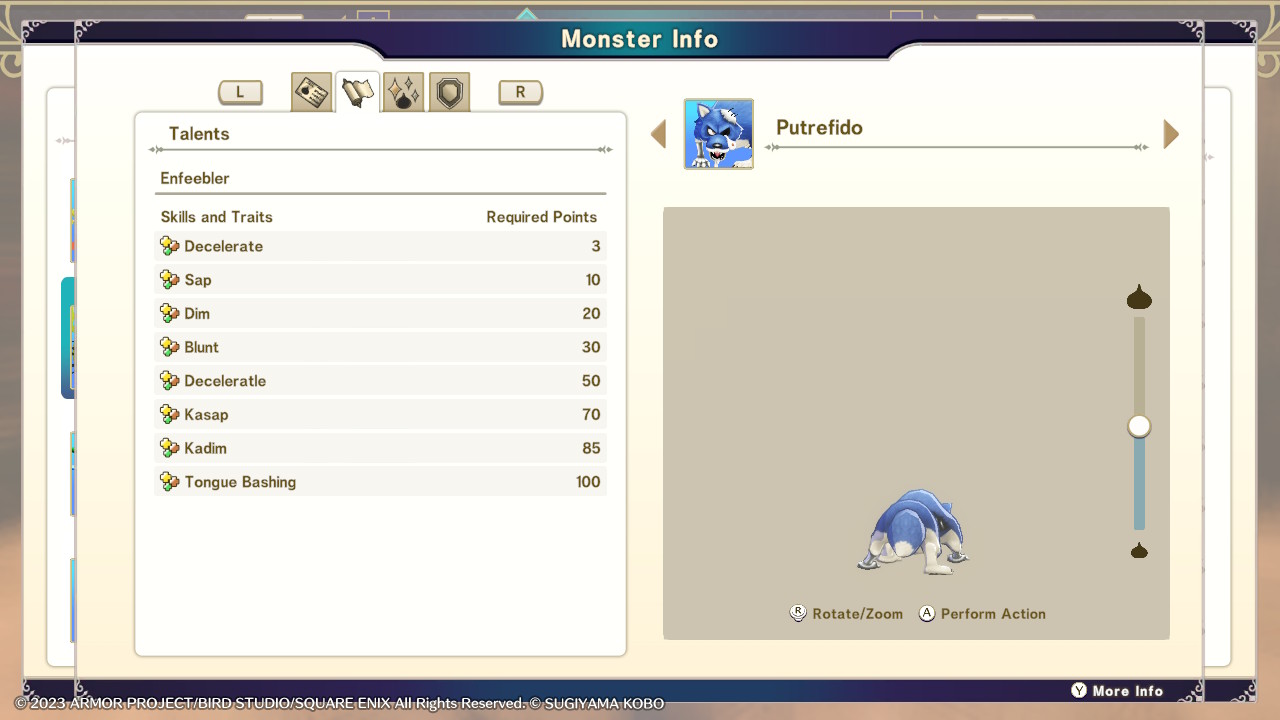 Monster Info
L
R
Talents
Enfeebler
Skills and Traits Required Points
Decelerate 3
Sap 10
Dim 20
Blunt 30
Deceleratle 50
Kasap 70
Kadim 85
Tongue Bashing 100
Putrefido
R Rotate/Zoom A Perform Action
Y More Info
© 2023 ARMOR PROJECT/BIRD STUDIO/SQUARE ENIX All Rights Reserved. © SUGIYAMA KOBO